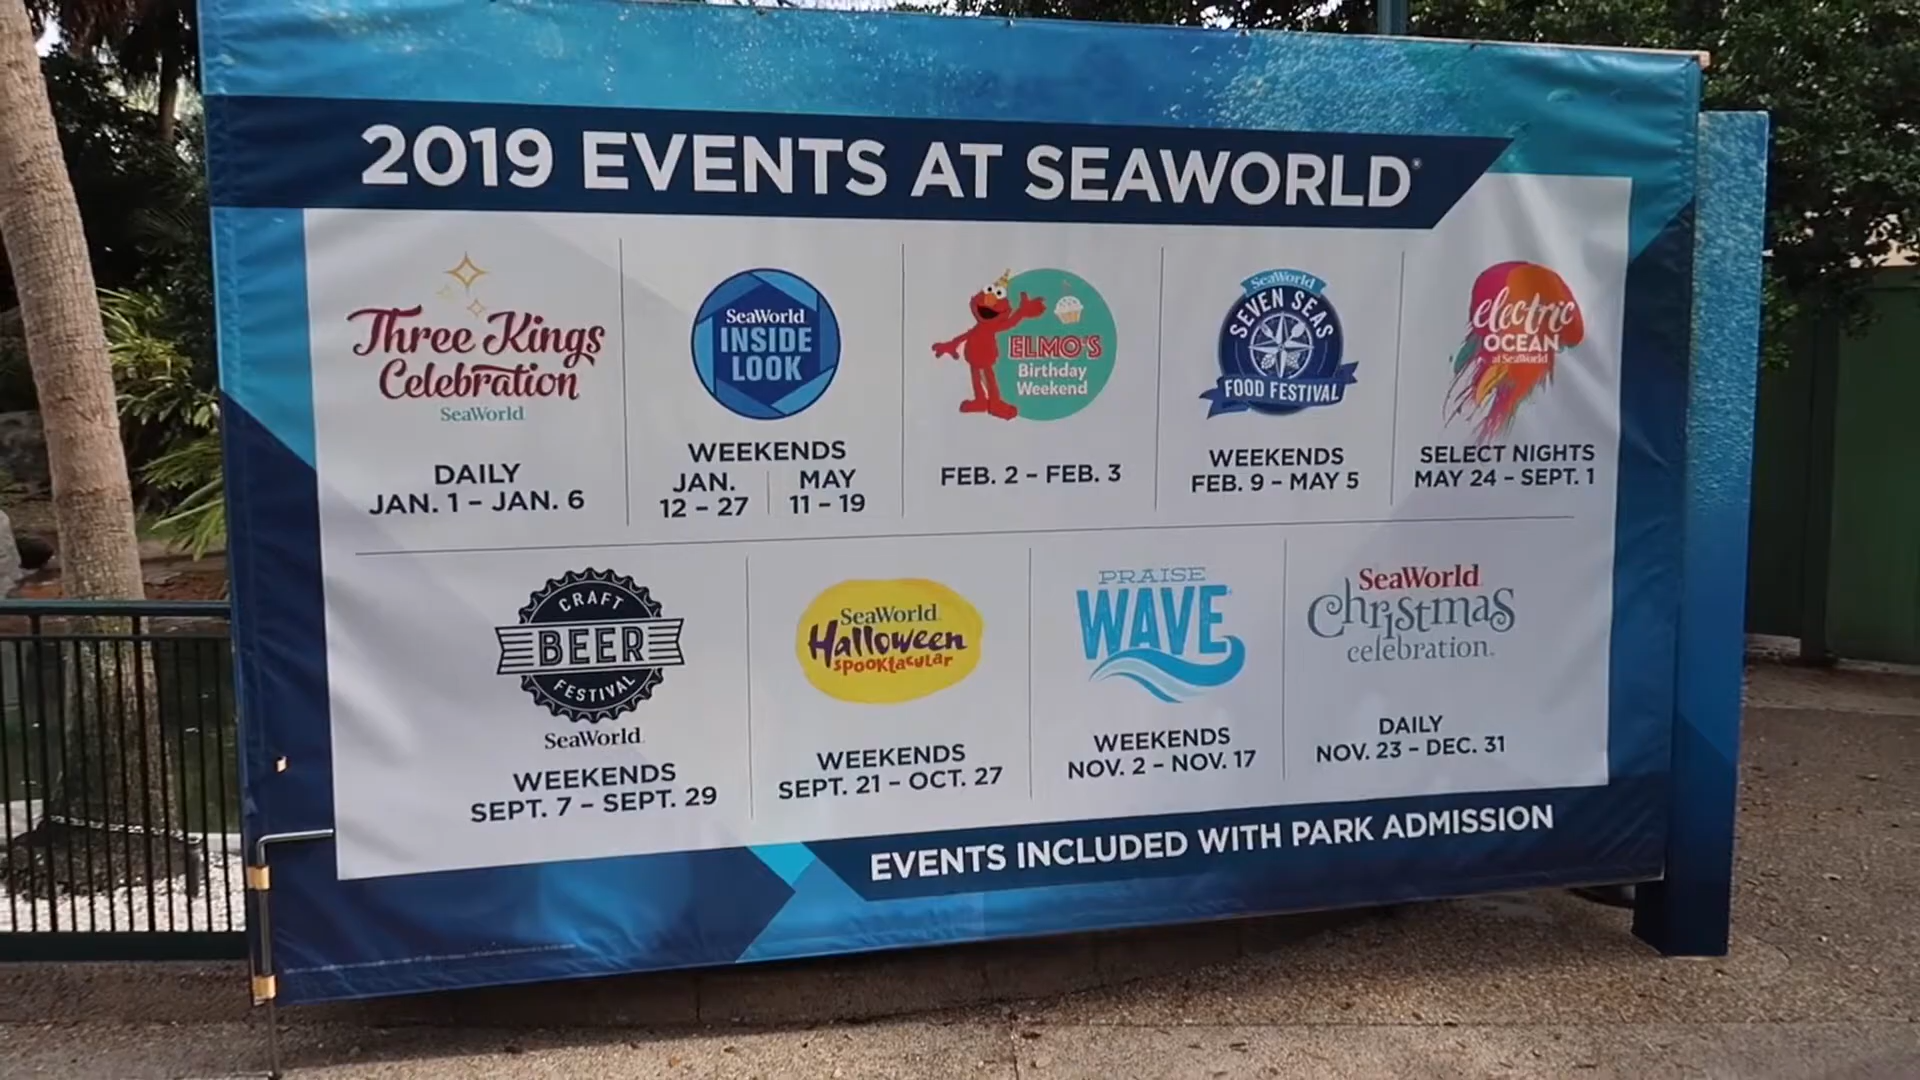 2019 EVENTS AT SEAWORLD®
Three Kings
Celebration
SeaWorld
DAILY
JAN. 1 – JAN. 6
SeaWorld
INSIDE
LOOK
WEEKENDS
JAN.
12 – 27
MAY
11 – 19
ELMO'S
Birthday
Weekend
FEB. 2 – FEB. 3
SeaWorld
SEVEN SEAS
FOOD FESTIVAL
WEEKENDS
FEB. 9 – MAY 5
electric
OCEAN
at SeaWorld
SELECT NIGHTS
MAY 24 – SEPT. 1
CRAFT
BEER
FESTIVAL
SeaWorld
WEEKENDS
SEPT. 7 – SEPT. 29
SeaWorld
Halloween
SPOOKtacular
WEEKENDS
SEPT. 21 – OCT. 27
PRAISE
WAVE
WEEKENDS
NOV. 2 – NOV. 17
SeaWorld
Christmas
celebration
DAILY
NOV. 23 – DEC. 31
EVENTS INCLUDED WITH PARK ADMISSION